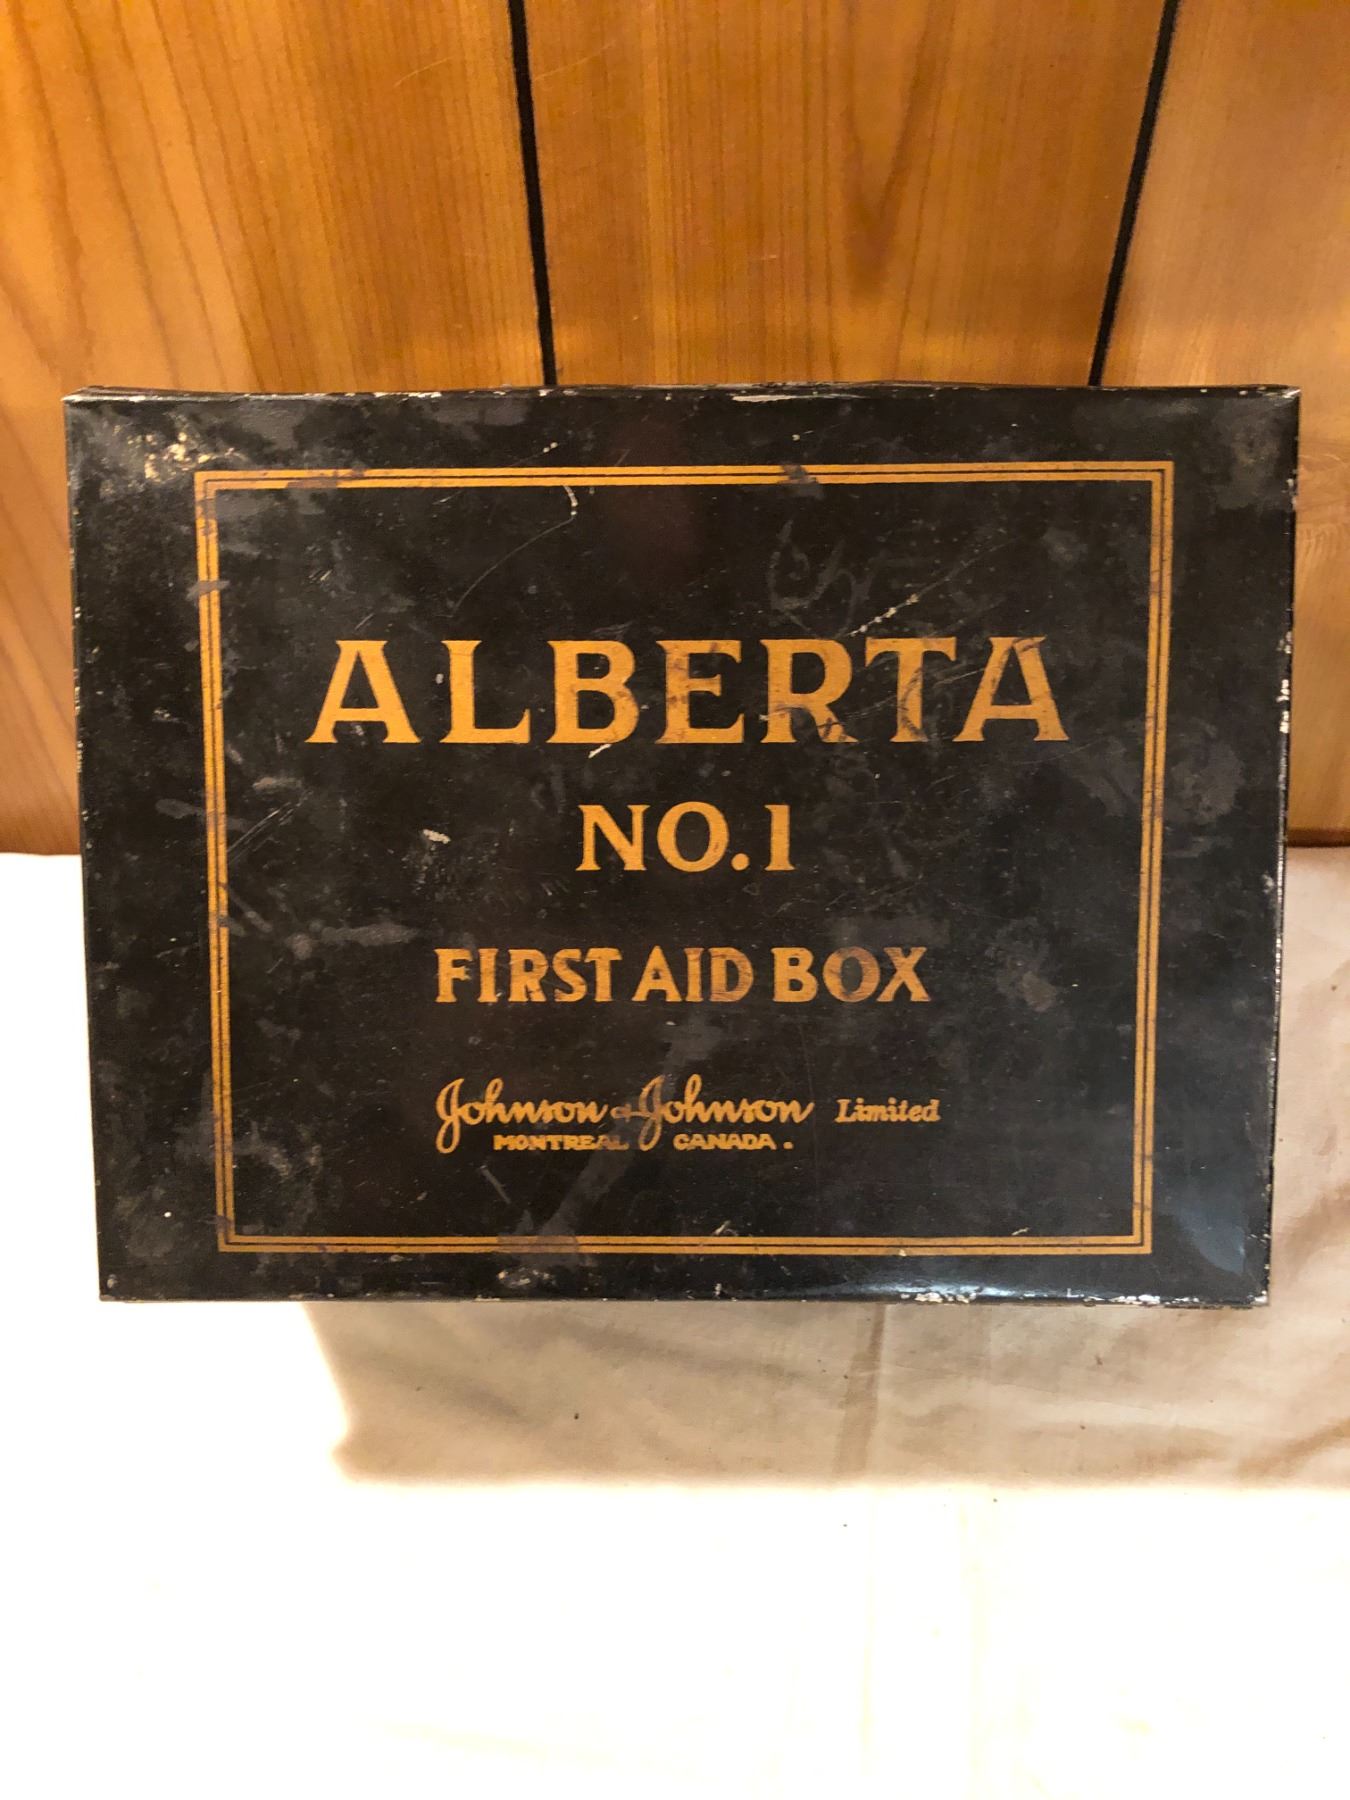 ALBERTA
NO. 1
FIRST AID BOX
Johnson & Johnson Limited
MONTREAL CANADA.